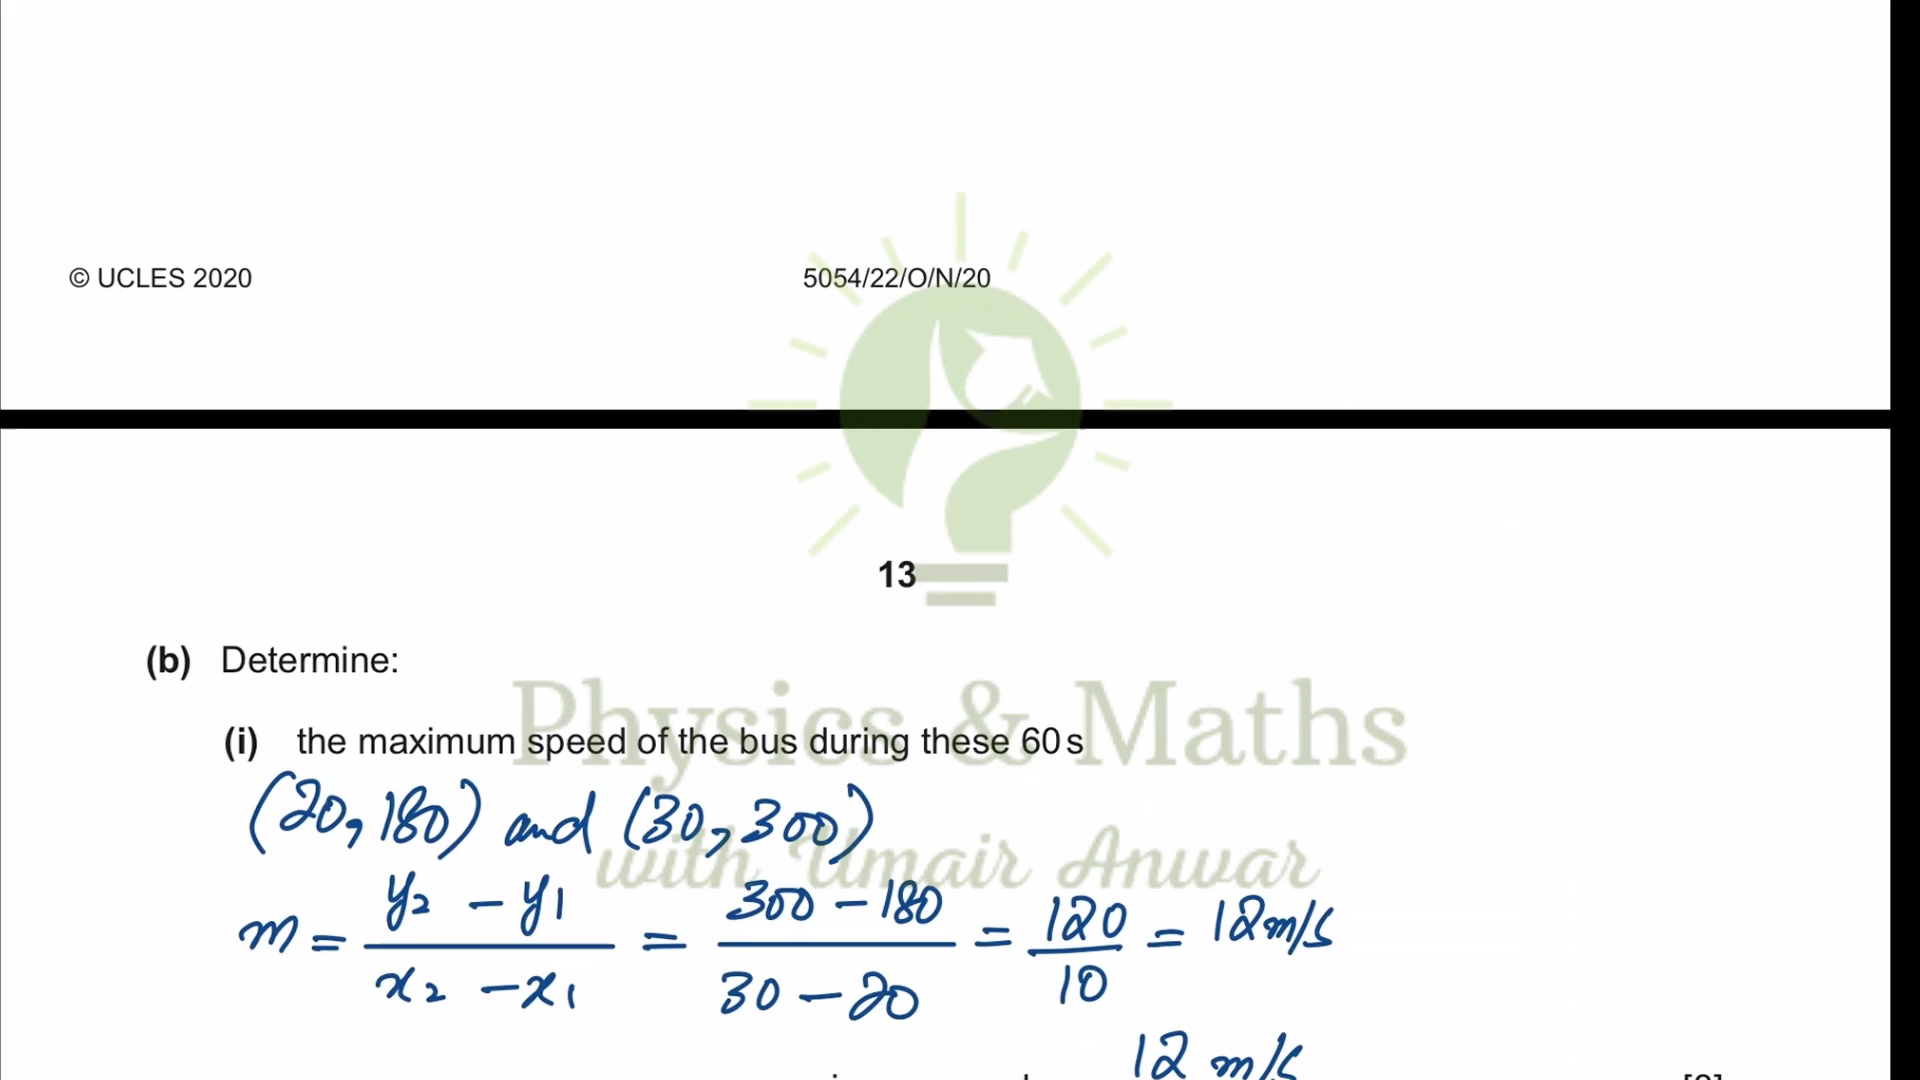 © UCLES 2020 5054/22/O/N/20
13
(b) Determine:
Physics & Maths
(i) the maximum speed of the bus during these 60 s
(20, 180) and (30, 300)
with Umair Anwar
m = y₂ - y₁ / x₂ - x₁ = 300 - 180 / 30 - 20 = 120 / 10 = 12 m/s
12 m/s